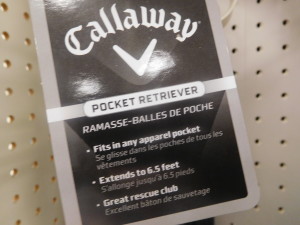 Callaway
POCKET RETRIEVER
RAMASSE-BALLES DE POCHE
• Fits in any apparel pocket
Se glisse dans les poches de tous les
vêtements
• Extends to 6.5 feet
S'allonge jusqu'à 6.5 pieds
• Great rescue club
Excellent bâton de sauvetage